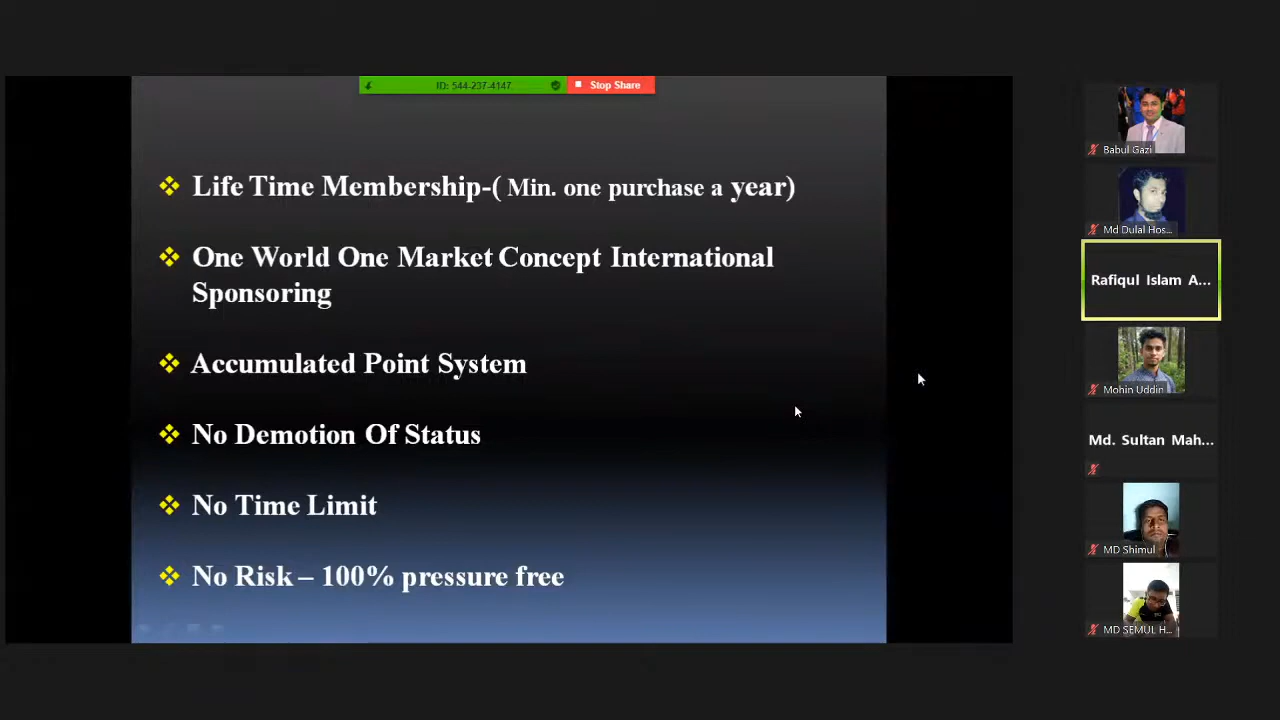 ID: 544-237-4147
Stop Share
Life Time Membership-( Min. one purchase a year)
One World One Market Concept International
Sponsoring
Accumulated Point System
No Demotion Of Status
No Time Limit
No Risk – 100% pressure free
Babul Gazi
Md Dulal Hos...
Rafiqul Islam A...
Mohin Uddin
Md. Sultan Mah...
MD Shimul
MD SEMUL H...